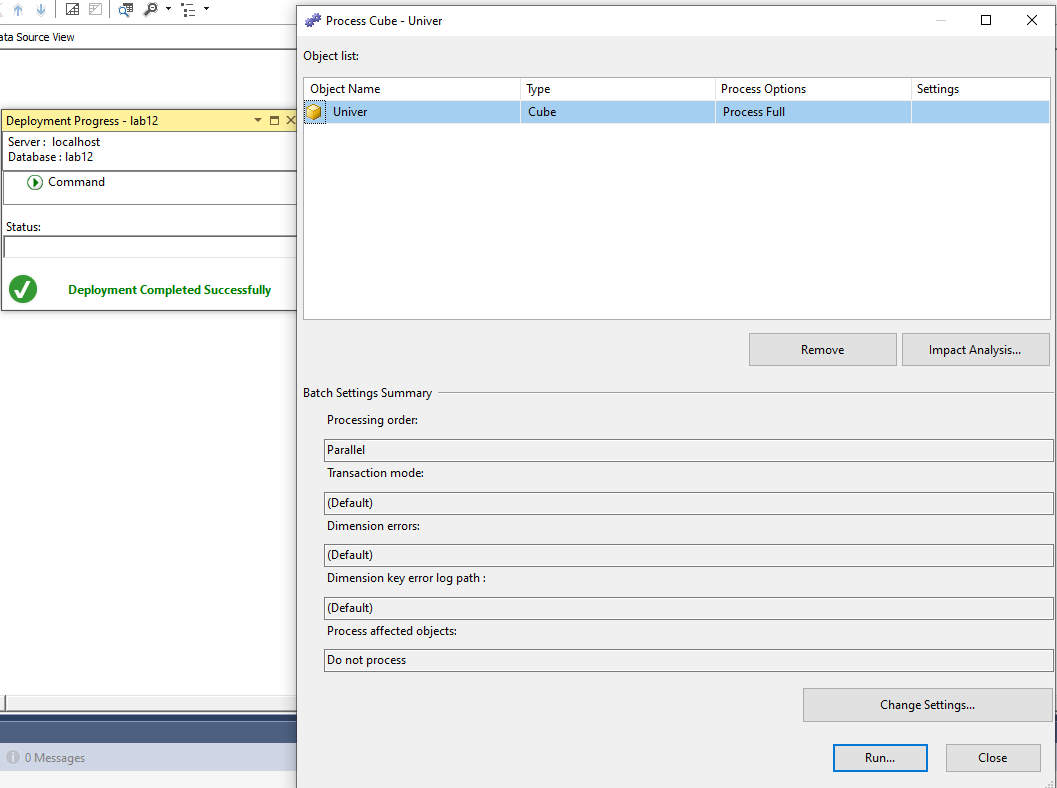 ata Source View
Deployment Progress - lab12
Server : localhost
Database : lab12
Command
Status:
Deployment Completed Successfully
0 Messages
Process Cube - Univer
Object list:
Object Name Type Process Options Settings
Univer Cube Process Full
Remove Impact Analysis...
Batch Settings Summary
Processing order:
Parallel
Transaction mode:
(Default)
Dimension errors:
(Default)
Dimension key error log path :
(Default)
Process affected objects:
Do not process
Change Settings...
Run... Close